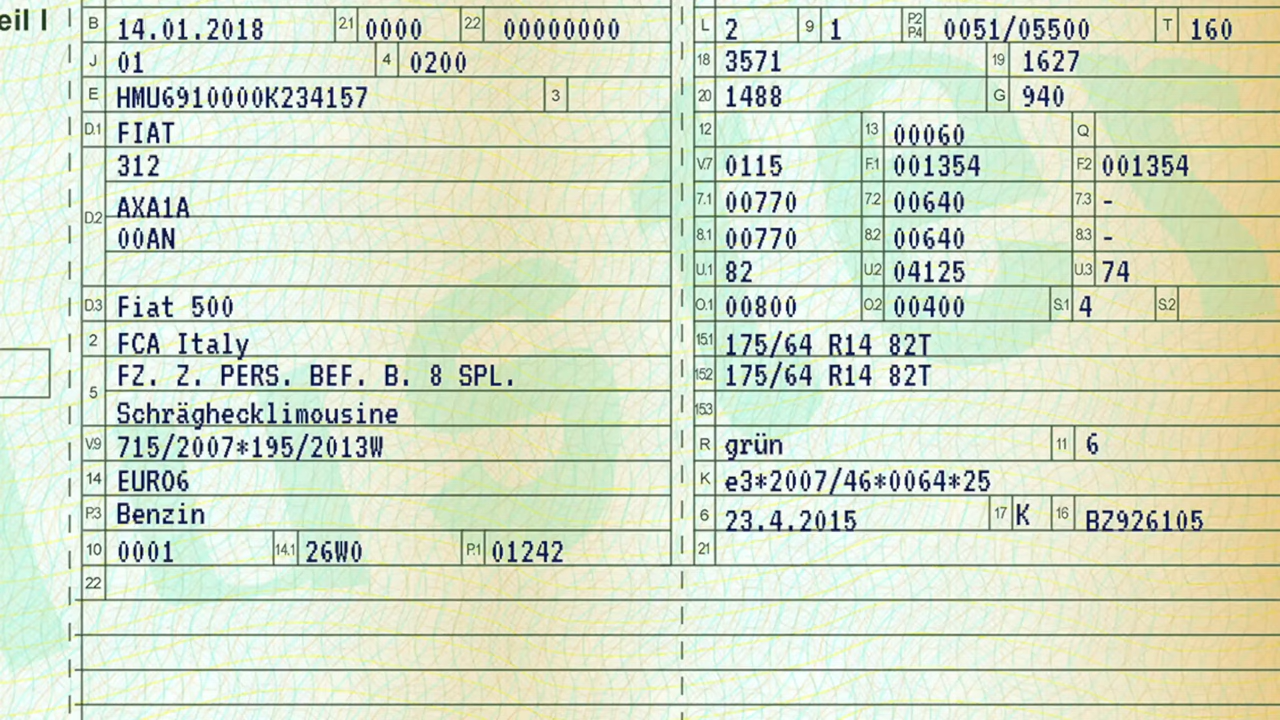 eil I
B 14.01.2018 21 0000 22 00000000
J 01 4 0200
E HMU6910000K234157 3
D.1 FIAT
312
D.2 AXA1A
00AN
D.3 Fiat 500
2 FCA Italy
5 FZ. Z. PERS. BEF. B. 8 SPL.
Schräghecklimousine
V.9 715/2007*195/2013W
14 EURO6
P.3 Benzin
10 0001 14.1 26W0 P.1 01242
22
L 2 9 1 P.2 P.4 0051/05500 T 160
18 3571 19 1627
20 1488 G 940
12 13 00060 Q
V.7 0115 F.1 001354 F.2 001354
7.1 00770 7.2 00640 7.3 -
8.1 00770 8.2 00640 8.3 -
U.1 82 U.2 04125 U.3 74
O.1 00800 O.2 00400 S.1 4 S.2
15.1 175/64 R14 82T
15.2 175/64 R14 82T
15.3
R grün 11 6
K e3*2007/46*0064*25
6 23.4.2015 17 K 16 BZ926105
21